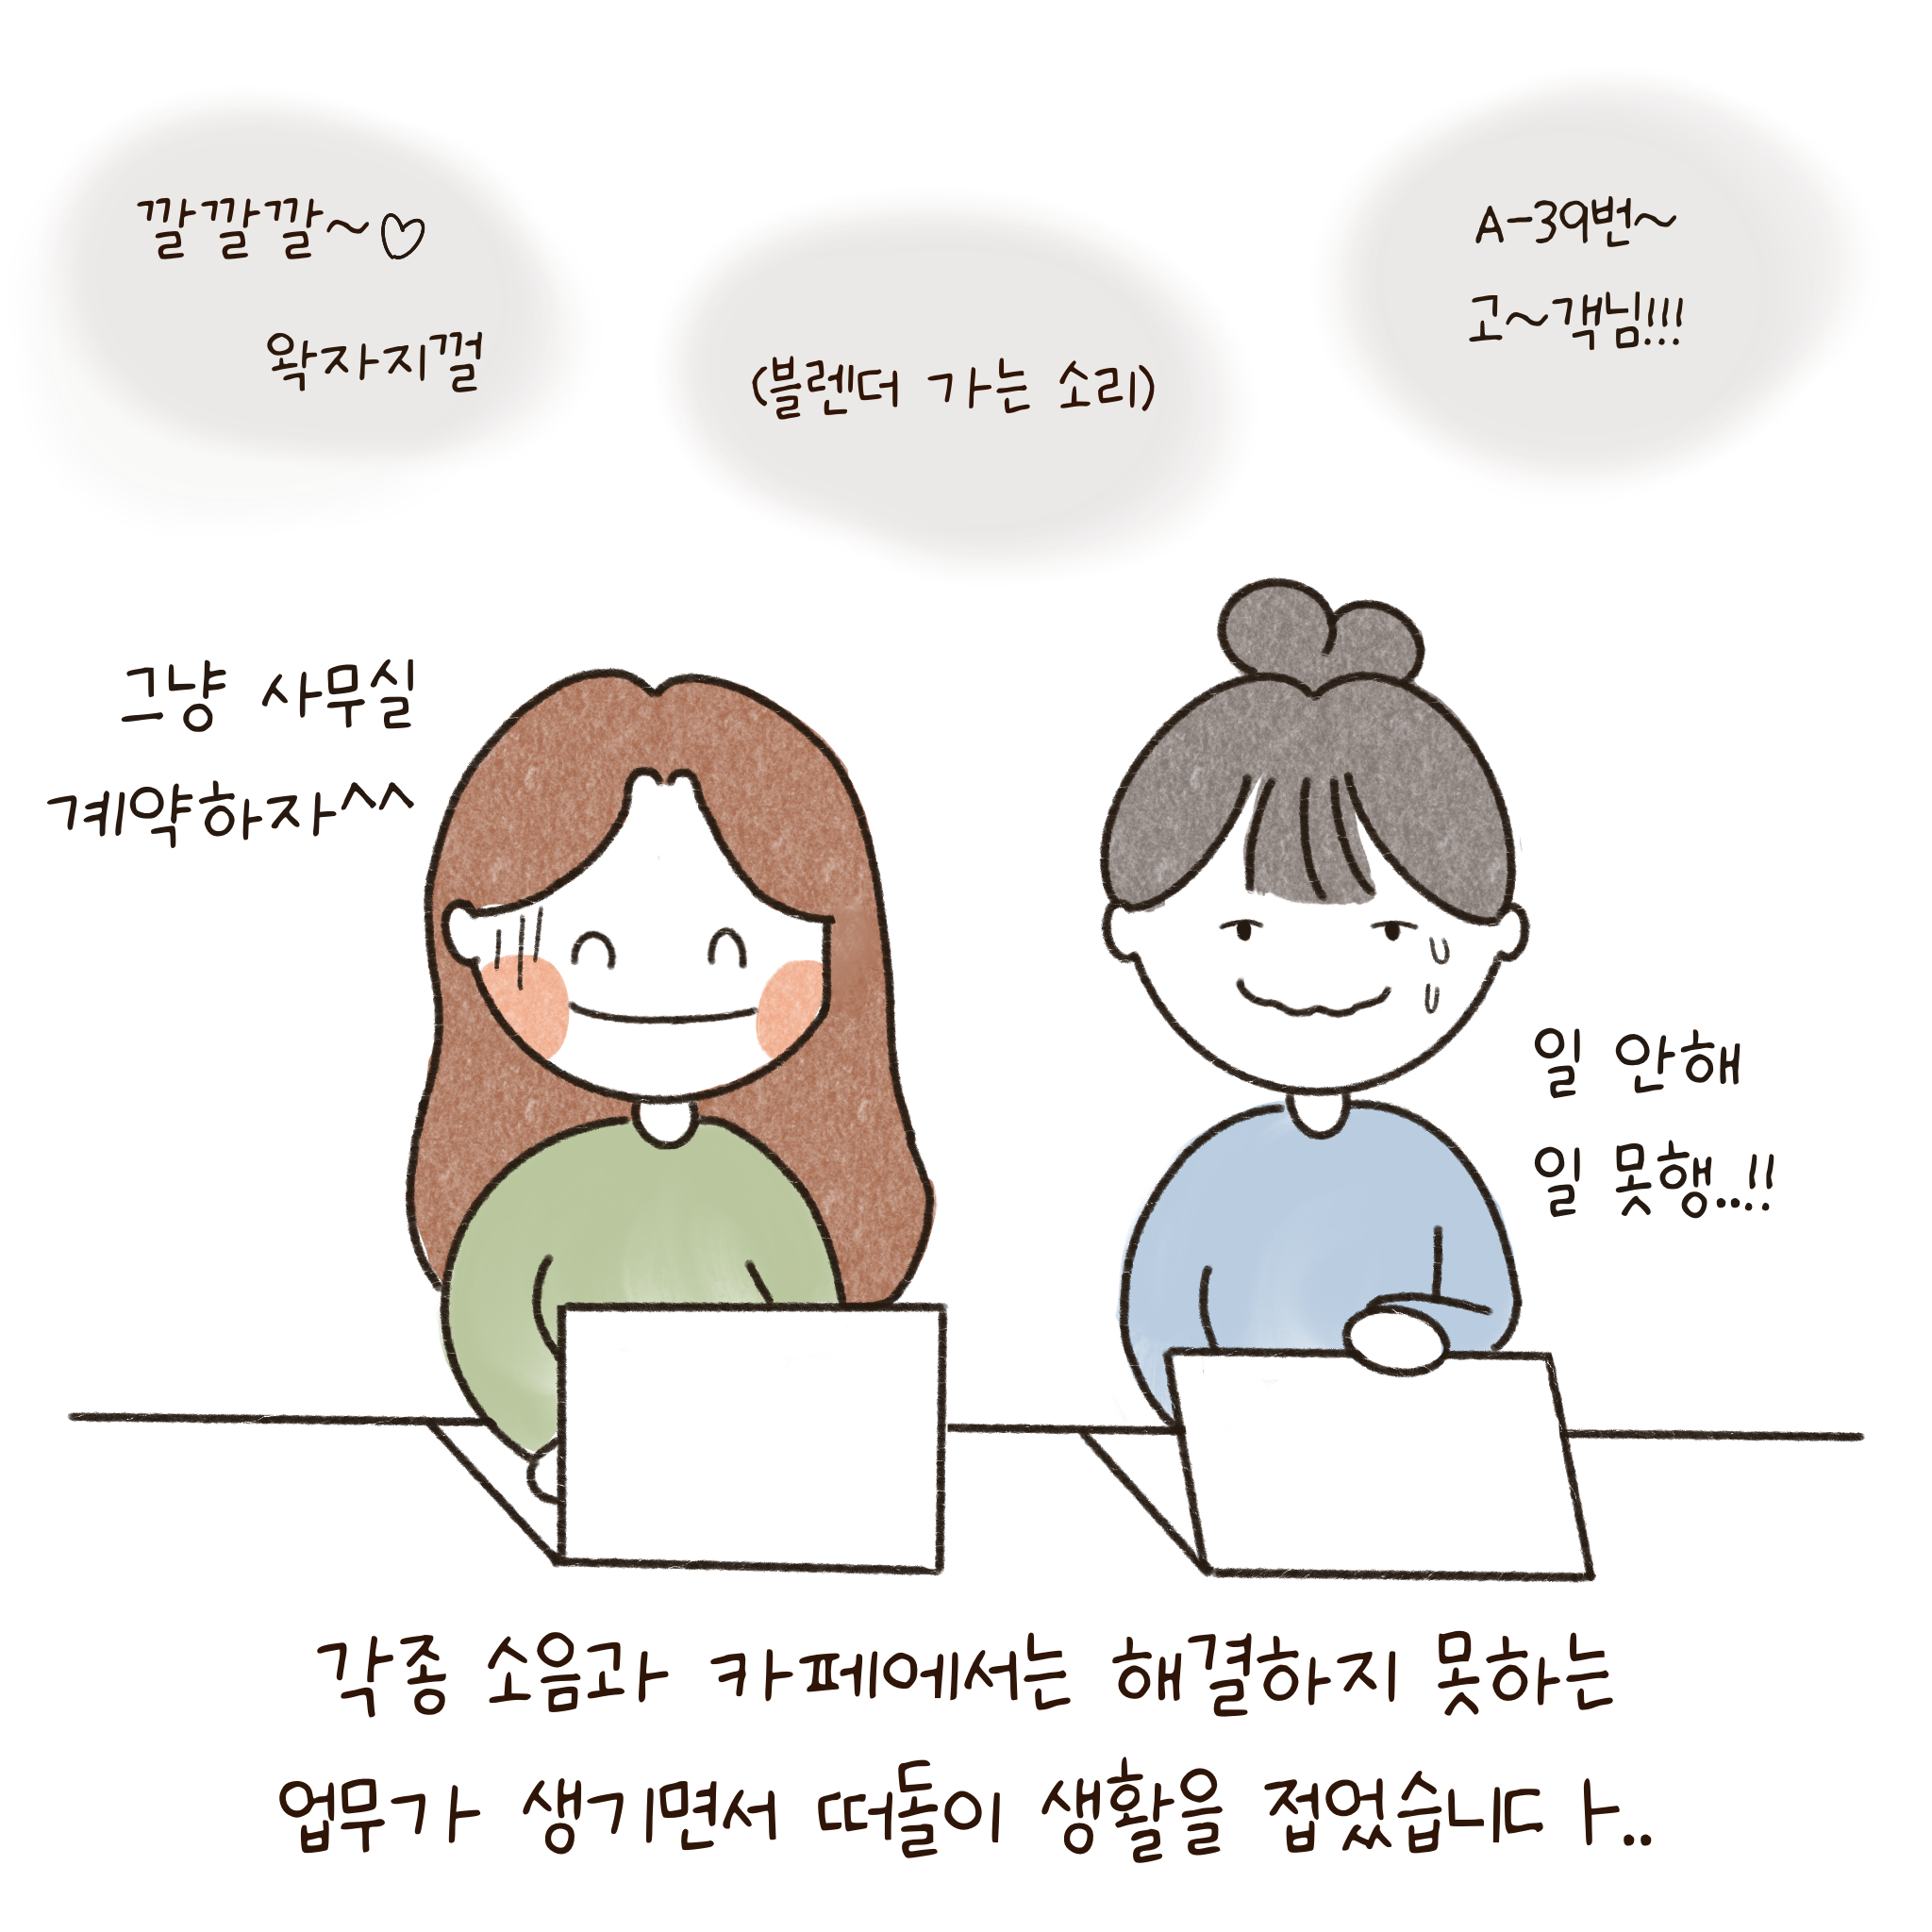 깔깔깔~♡
왁자지껄
(블렌더 가는 소리)
A-39번~
고~객님!!!
그냥 사무실
계약하자^^
일 안해
일 못행..!!
각종 소음과 카페에서는 해결하지 못하는
업무가 생기면서 떠돌이 생활을 접었습니다..